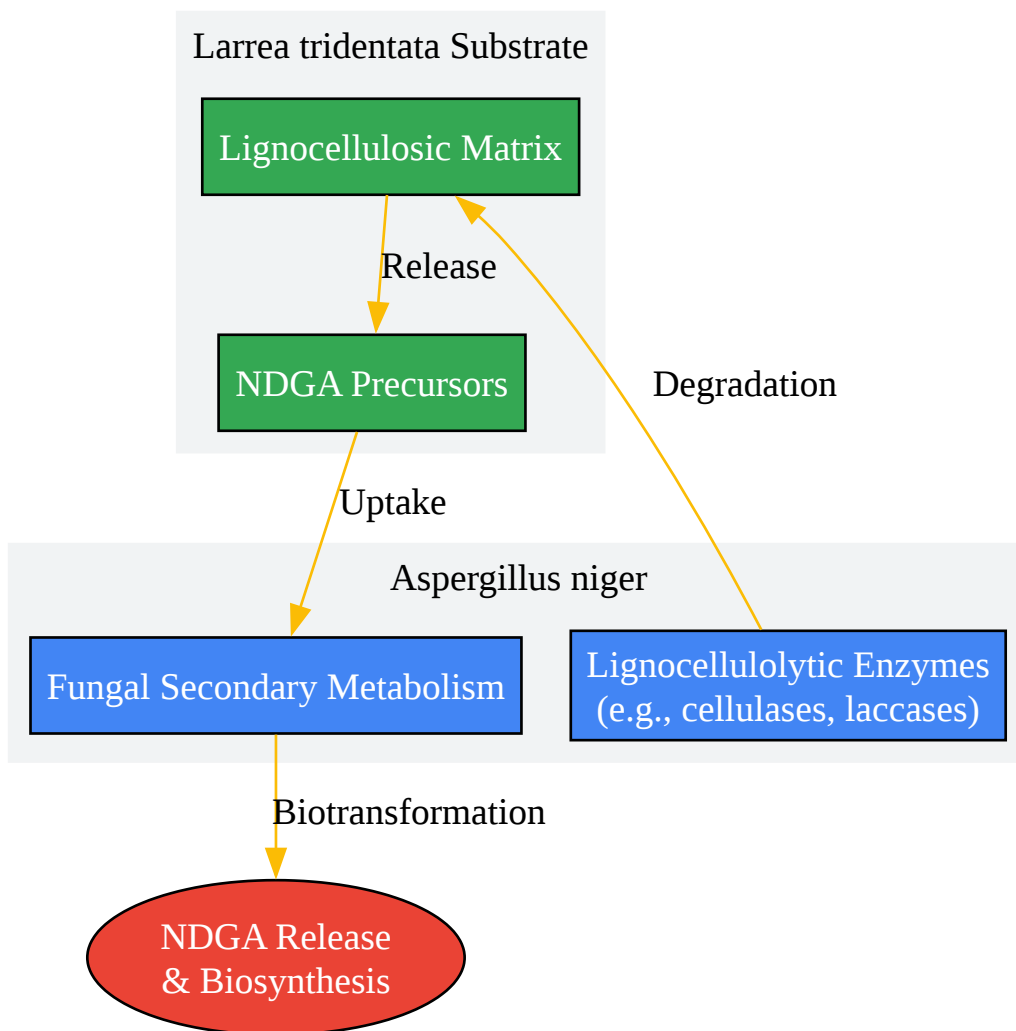 Larrea tridentata Substrate
Lignocellulosic Matrix
Release
NDGA Precursors
Degradation
Uptake
Aspergillus niger
Fungal Secondary Metabolism
Lignocellulolytic Enzymes
(e.g., cellulases, laccases)
Biotransformation
NDGA Release
& Biosynthesis